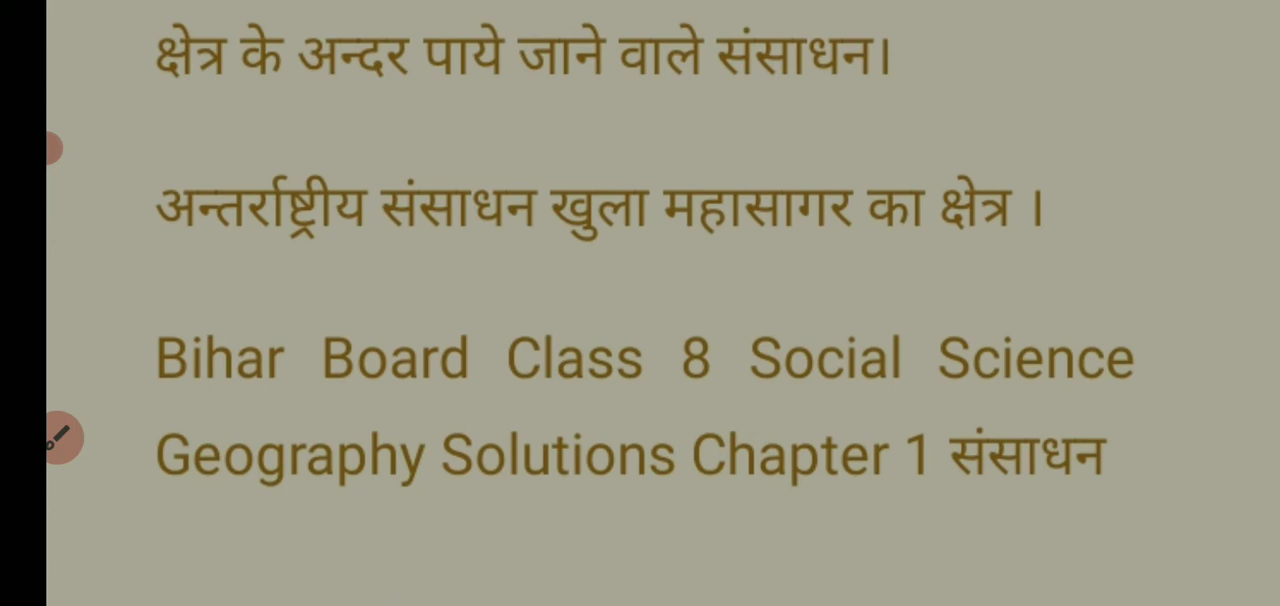 क्षेत्र के अन्दर पाये जाने वाले संसाधन।
अन्तर्राष्ट्रीय संसाधन खुला महासागर का क्षेत्र ।
Bihar Board Class 8 Social Science
Geography Solutions Chapter 1 संसाधन